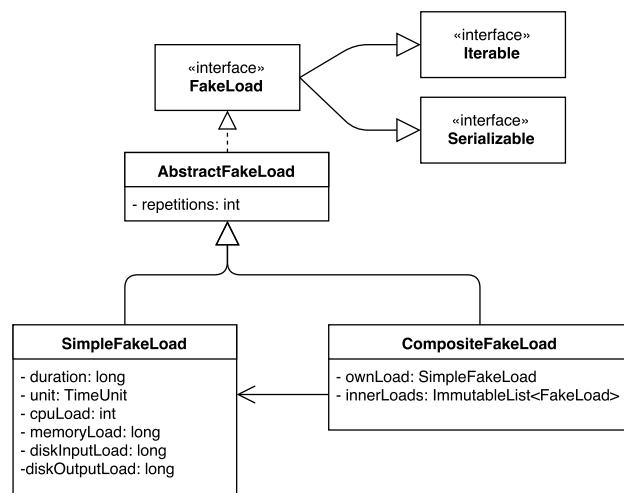 «interface»
FakeLoad
«interface»
Iterable
«interface»
Serializable
AbstractFakeLoad
- repetitions: int
SimpleFakeLoad
- duration: long
- unit: TimeUnit
- cpuLoad: int
- memoryLoad: long
- diskInputLoad: long
-diskOutputLoad: long
CompositeFakeLoad
- ownLoad: SimpleFakeLoad
- innerLoads: ImmutableList<FakeLoad>